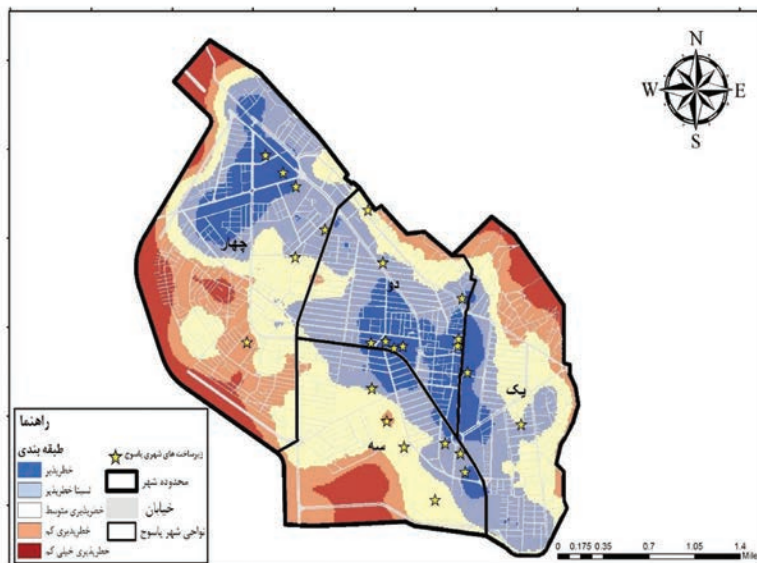 N
W E
S
چهار
دو
یک
سه
راهنما
طبقه بندی
خطرپذیر
نسبتا خطرپذیر
خطرپذیری متوسط
خطرپذیری کم
خطرپذیری خیلی کم
زیرساخت های شهری یاسوج
محدوده شهر
خیابان
نواحی شهر یاسوج
0 0.175 0.35 0.7 1.05 1.4
Mile